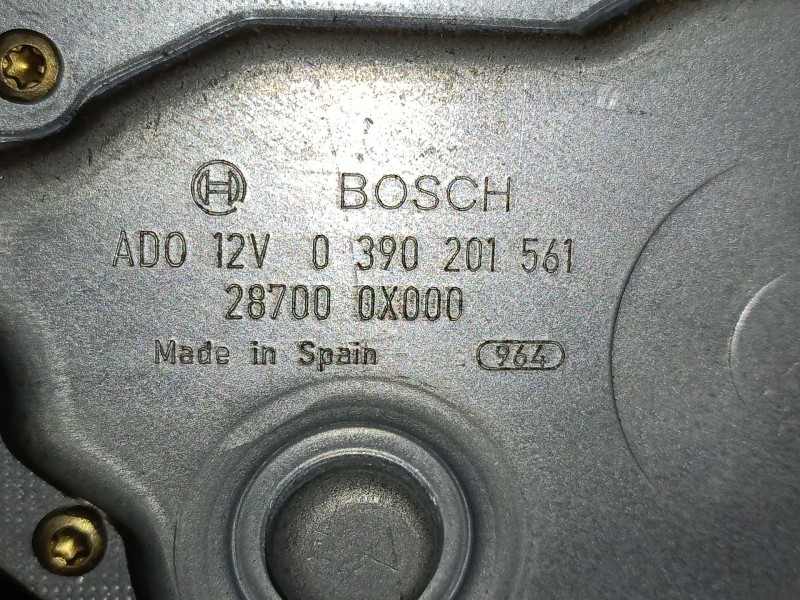 BOSCH
ADO 12V 0 390 201 561
28700 0X000
Made in Spain 964